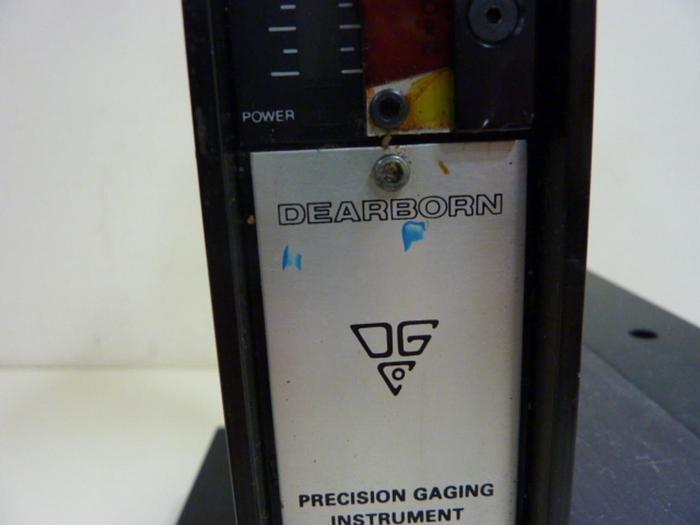 POWER
DEARBORN
DG
Co
PRECISION GAGING
INSTRUMENT